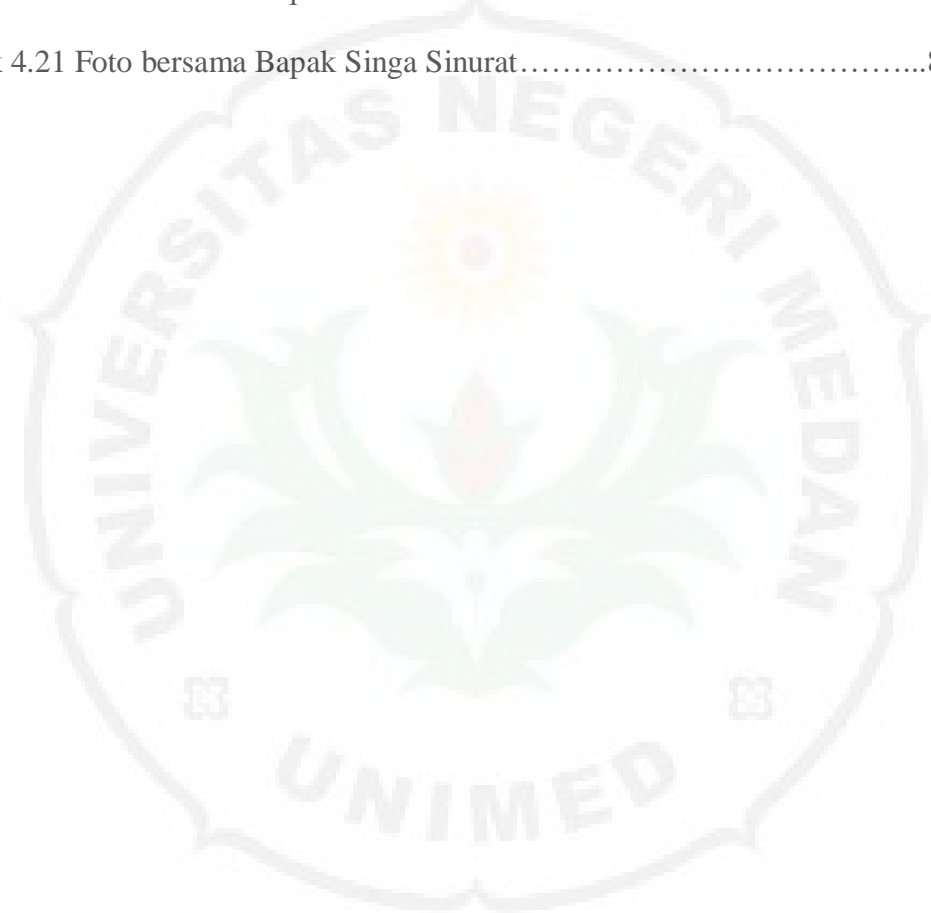 4.21 Foto bersama Bapak Singa Sinurat.....................................
UNIVERSITAS NEGERI MEDAN
UNIMED